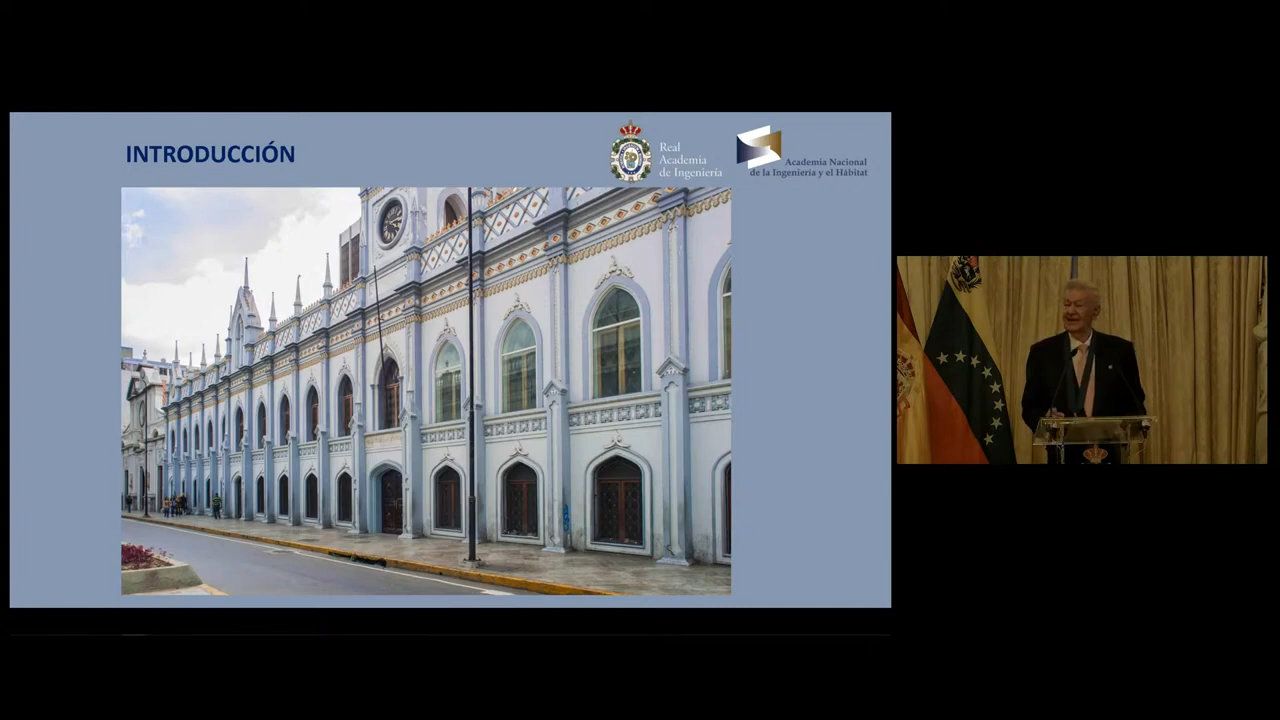 INTRODUCCIÓN
Real
Academia
de Ingeniería
Academia Nacional
de la Ingeniería y el Hábitat